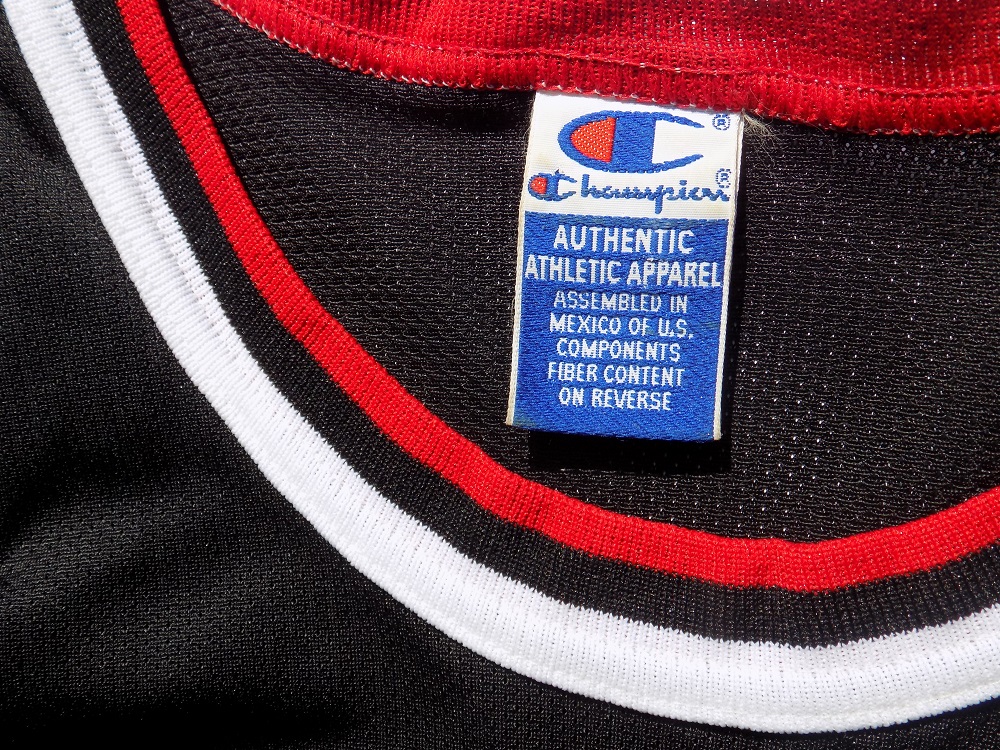 ®
Champion®
AUTHENTIC
ATHLETIC APPAREL
ASSEMBLED IN
MEXICO OF U.S.
COMPONENTS
FIBER CONTENT
ON REVERSE